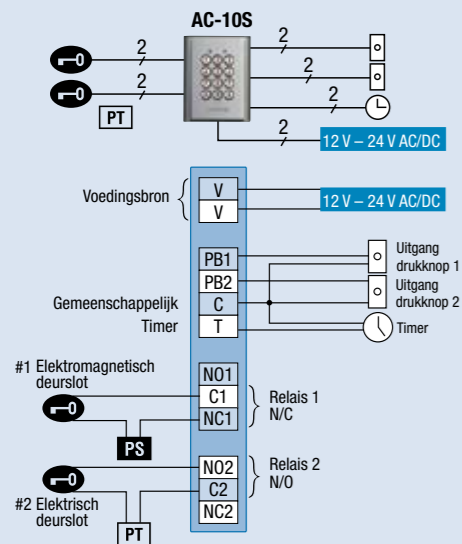 AC-10S
2
2
2
2
2
2
PT
12 V – 24 V AC/DC
Voedingsbron
V
V
12 V – 24 V AC/DC
PB1
PB2
Gemeenschappelijk
C
Timer
T
Uitgang
drukknop 1
Uitgang
drukknop 2
Timer
#1 Elektromagnetisch
deurslot
NO1
C1
NC1
Relais 1
N/C
PS
NO2
C2
NC2
Relais 2
N/O
#2 Elektrisch
deurslot
PT